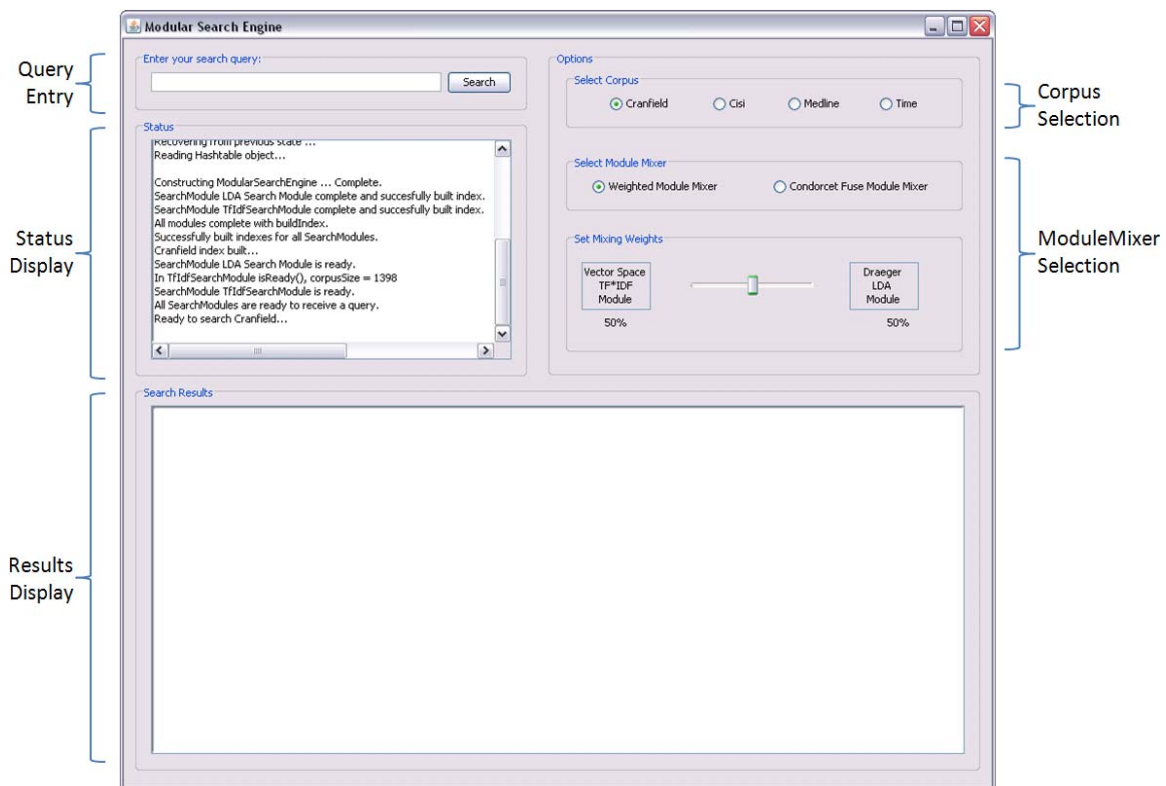 Modular Search Engine
Query
Entry
Enter your search query:
Search
Status
Display
Status
Recovering from previous state ...
Reading Hashtable object...
Constructing ModularSearchEngine ... Complete.
SearchModule LDA Search Module complete and succesfully built index.
SearchModule TfIdfSearchModule complete and succesfully built index.
All modules complete with buildIndex.
Successfully built indexes for all SearchModules.
Cranfield index built...
SearchModule LDA Search Module is ready.
In TfIdfSearchModule isReady(), corpusSize = 1398
SearchModule TfIdfSearchModule is ready.
All SearchModules are ready to receive a query.
Ready to search Cranfield...
Options
Select Corpus
Cranfield Cisi Medline Time
Corpus
Selection
Select Module Mixer
Weighted Module Mixer Condorcet Fuse Module Mixer
Set Mixing Weights
Vector Space
TF*IDF
Module
50%
Draeger
LDA
Module
50%
ModuleMixer
Selection
Results
Display
Search Results